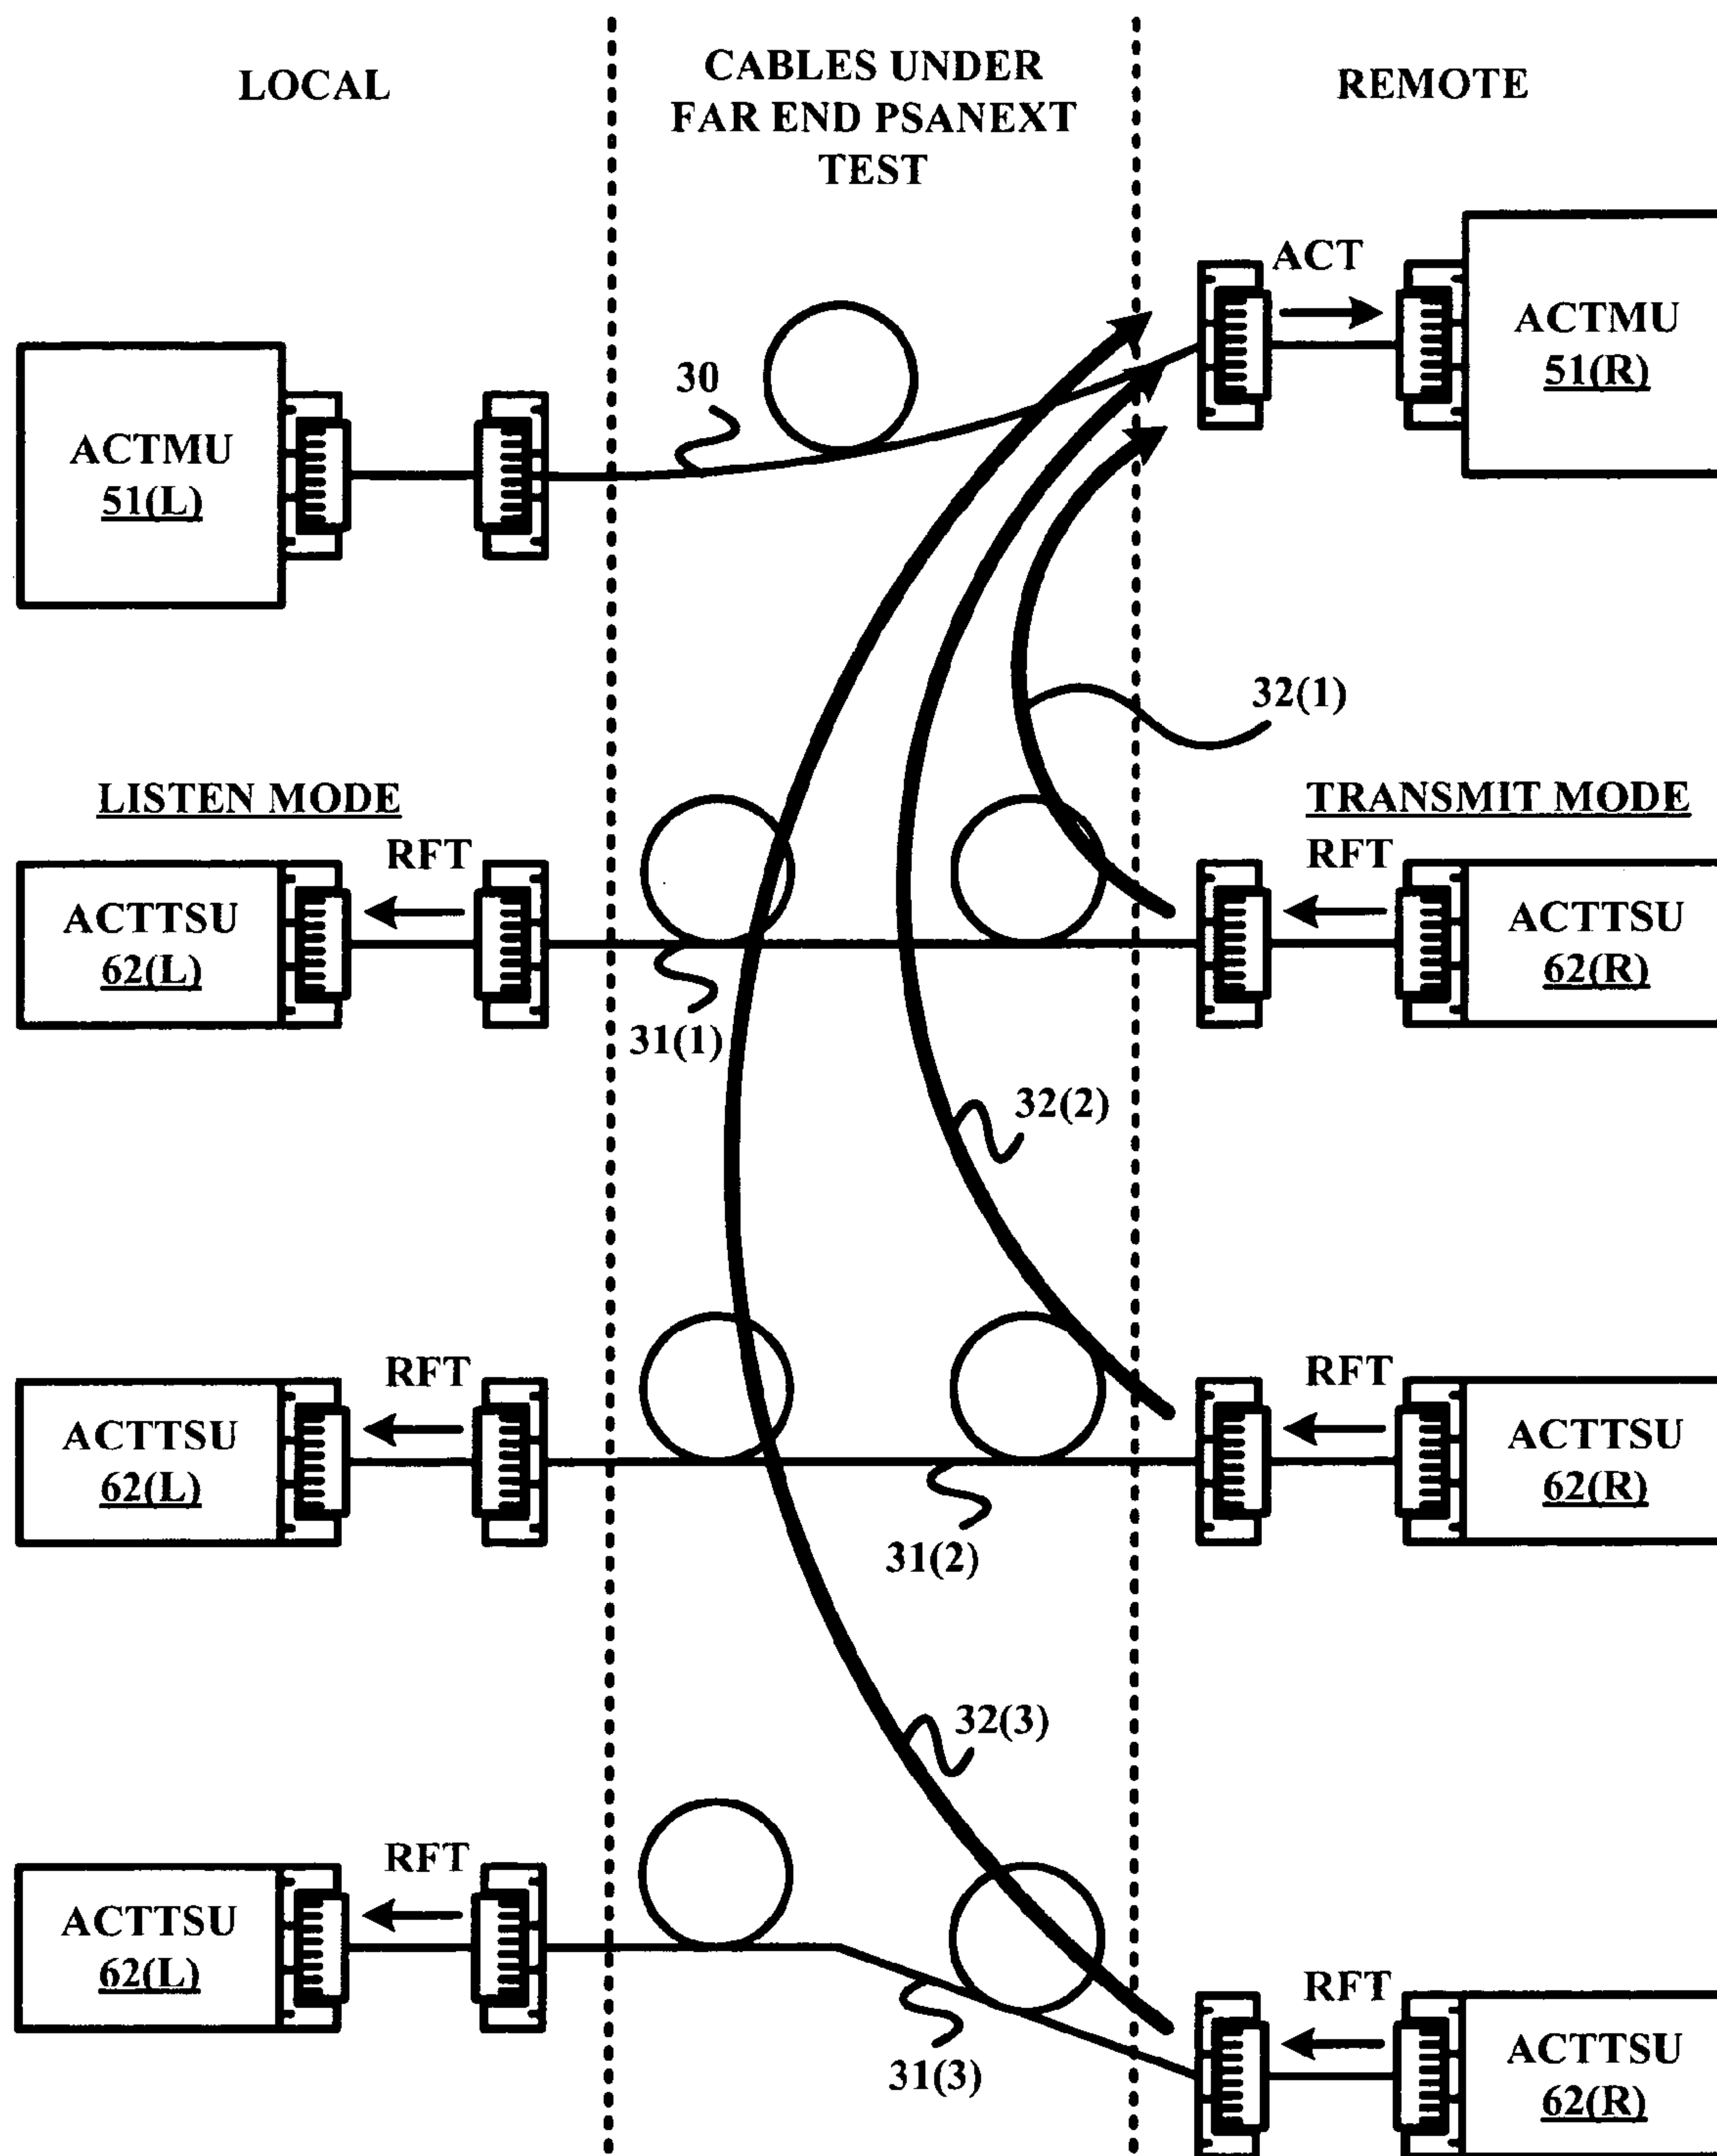 LOCAL
CABLES UNDER
FAR END PSANEXT
TEST
REMOTE
ACT
ACTMU
51(R)
30
ACTMU
51(L)
32(1)
LISTEN MODE
TRANSMIT MODE
RFT
RFT
ACTTSU
62(L)
ACTTSU
62(R)
31(1)
32(2)
RFT
RFT
ACTTSU
62(L)
ACTTSU
62(R)
31(2)
32(3)
RFT
ACTTSU
62(L)
RFT
31(3)
ACTTSU
62(R)